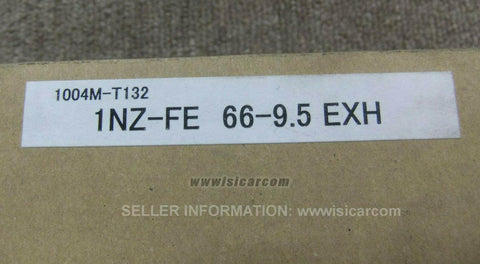 1004M-T132
1NZ-FE 66-9.5 EXH
wwwisicarcom
SELLER INFORMATION: wwwisicarcom